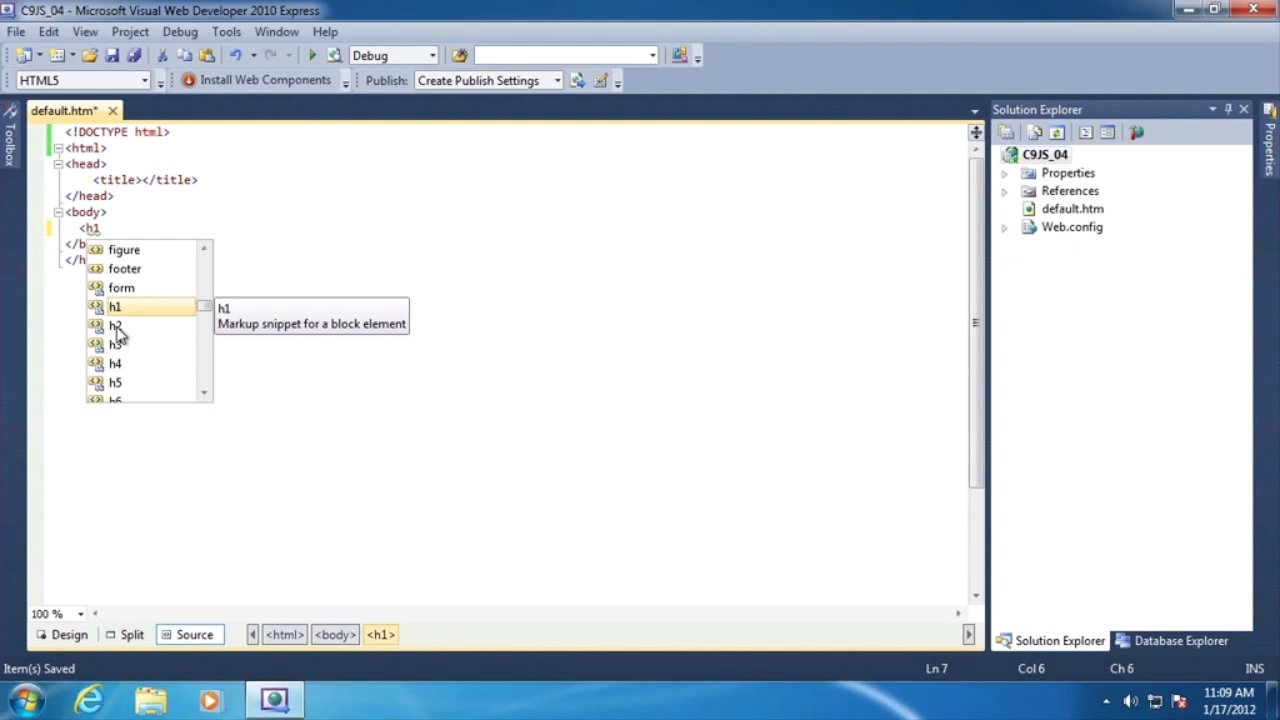 C9JS_04 - Microsoft Visual Web Developer 2010 Express
File Edit View Project Debug Tools Window Help
Debug
HTML5 Install Web Components Publish: Create Publish Settings
default.htm*
Toolbox
<!DOCTYPE html>
<html>
<head>
<title></title>
</head>
<body>
<h1
</b
</h
figure
footer
form
h1
h2
h3
h4
h5
h6
h1
Markup snippet for a block element
Solution Explorer
C9JS_04
Properties
References
default.htm
Web.config
Properties
100 %
Design Split Source <html> <body> <h1>
Solution Explorer Database Explorer
Item(s) Saved Ln 7 Col 6 Ch 6 INS
11:09 AM
1/17/2012